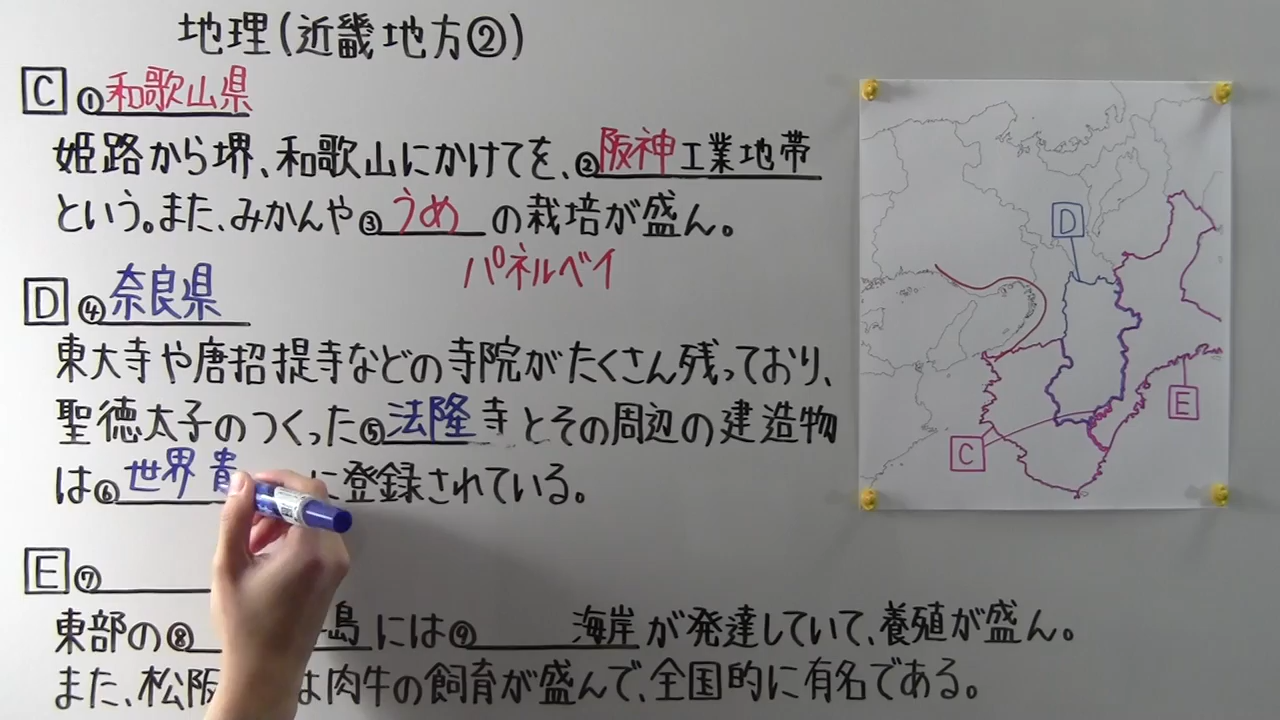 地理(近畿地方②)
C ①和歌山県
姫路から堺、和歌山にかけてを、②阪神工業地帯
という。また、みかんや③うめの栽培が盛ん。
パネルベイ
D ④奈良県
東大寺や唐招提寺などの寺院がたくさん残っており、
聖徳太子のつくった⑤法隆寺とその周辺の建造物
は⑥世界 に登録されている。
E ⑦
東部の⑧ 島には⑨ 海岸が発達していて、養殖が盛ん。
また、松阪 は肉牛の飼育が盛んで、全国的に有名である。
D
E
C